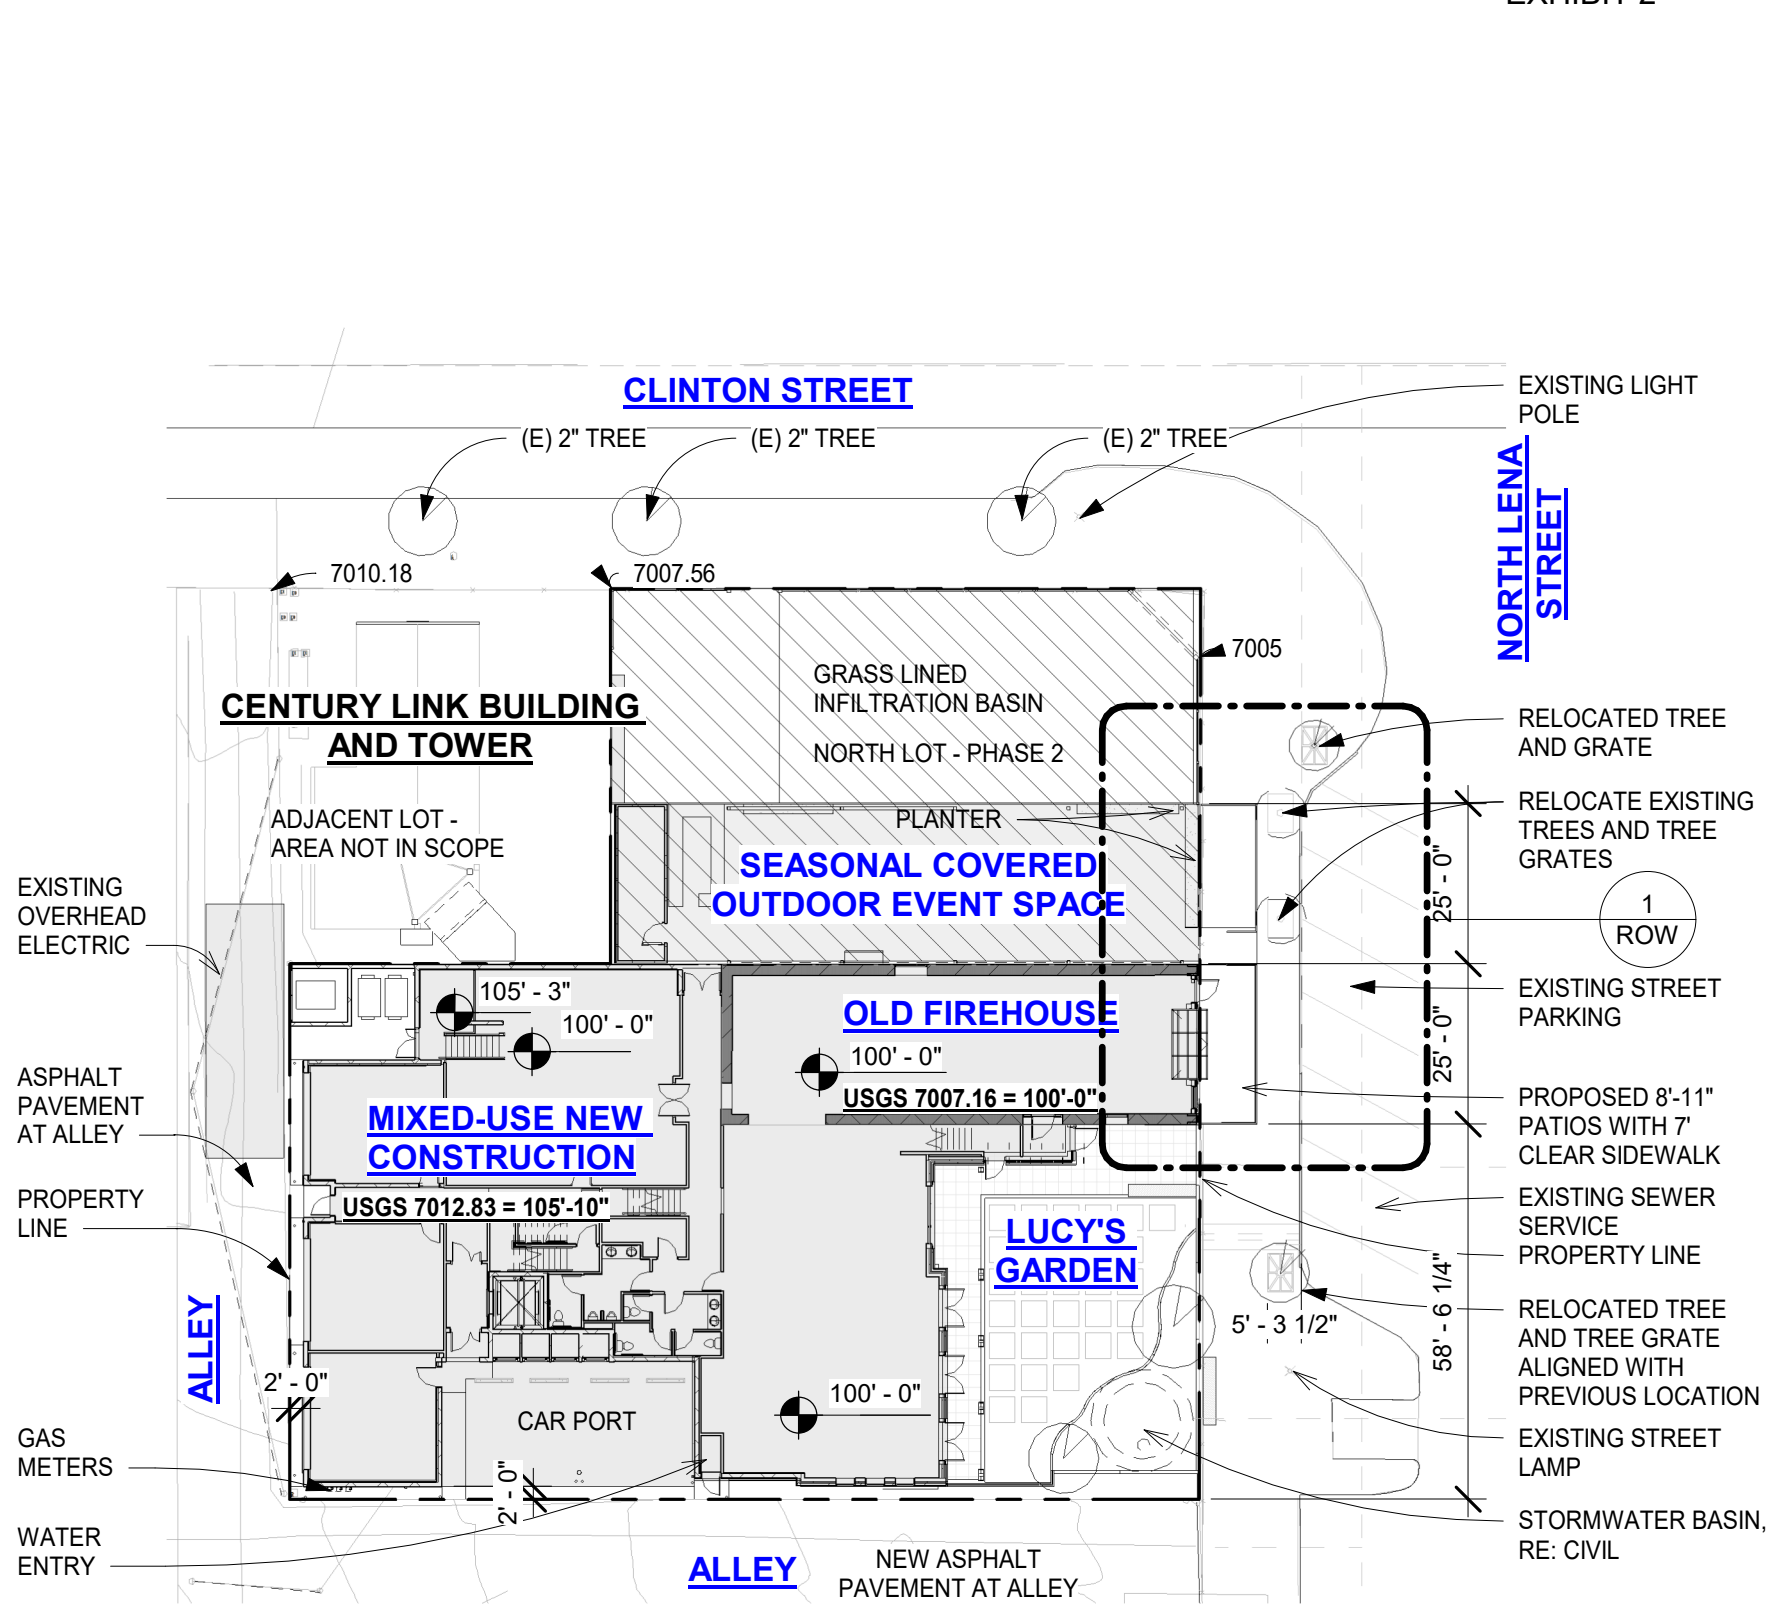 EXHIBIT 2
CLINTON STREET
EXISTING LIGHT
POLE
(E) 2" TREE
(E) 2" TREE
(E) 2" TREE
NORTH LENA
STREET
7010.18
7007.56
7005
GRASS LINED
INFILTRATION BASIN
NORTH LOT - PHASE 2
CENTURY LINK BUILDING
AND TOWER
RELOCATED TREE
AND GRATE
ADJACENT LOT -
AREA NOT IN SCOPE
PLANTER
RELOCATE EXISTING
TREES AND TREE
GRATES
SEASONAL COVERED
OUTDOOR EVENT SPACE
25' - 0"
1
ROW
EXISTING
OVERHEAD
ELECTRIC
105' - 3"
100' - 0"
OLD FIREHOUSE
100' - 0"
USGS 7007.16 = 100'-0"
25' - 0"
EXISTING STREET
PARKING
ASPHALT
PAVEMENT
AT ALLEY
MIXED-USE NEW
CONSTRUCTION
USGS 7012.83 = 105'-10"
PROPOSED 8'-11"
PATIOS WITH 7'
CLEAR SIDEWALK
PROPERTY
LINE
EXISTING SEWER
SERVICE
PROPERTY LINE
LUCY'S
GARDEN
58' - 6 1/4"
ALLEY
5' - 3 1/2"
RELOCATED TREE
AND TREE GRATE
ALIGNED WITH
PREVIOUS LOCATION
2' - 0"
CAR PORT
100' - 0"
GAS
METERS
EXISTING STREET
LAMP
2' - 0"
WATER
ENTRY
STORMWATER BASIN,
RE: CIVIL
ALLEY
NEW ASPHALT
PAVEMENT AT ALLEY